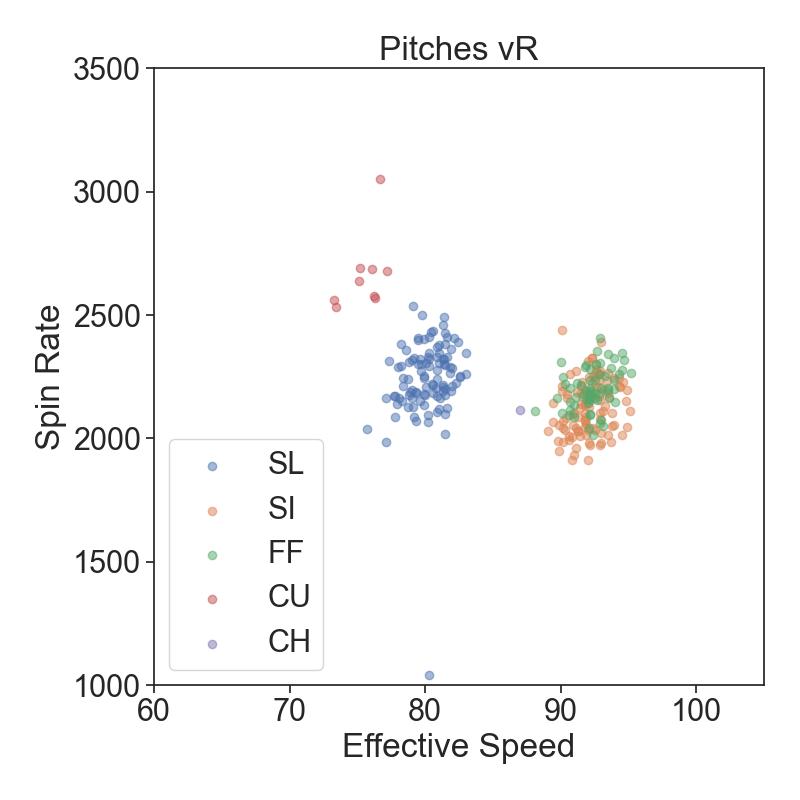 Pitches vR
3500
3000
2500
2000
1500
1000
Spin Rate
SL
SI
FF
CU
CH
60 70 80 90 100
Effective Speed